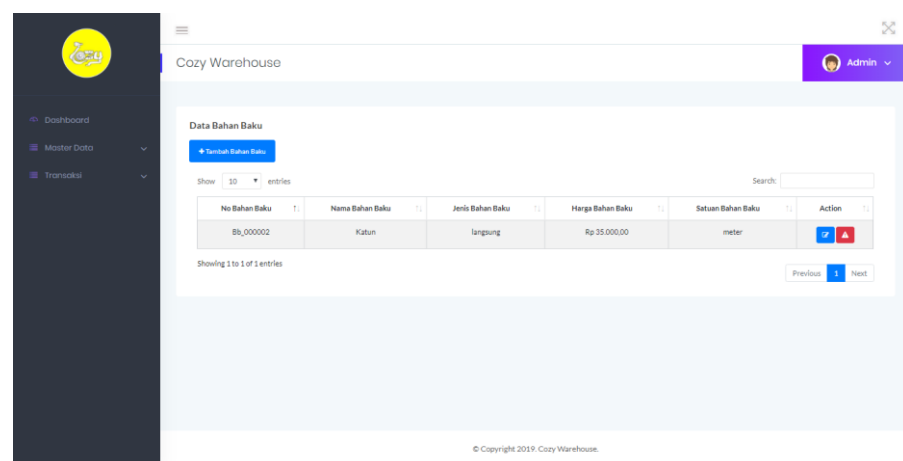 Cozy
Cozy Warehouse
Admin
Dashboard
Master Data
Transaksi
Data Bahan Baku
+ Tambah Bahan Baku
Show 10 entries
Search:
No Bahan Baku Nama Bahan Baku Jenis Bahan Baku Harga Bahan Baku Satuan Bahan Baku Action
Bb_000002 Katun langsung Rp 35.000,00 meter
Showing 1 to 1 of 1 entries
Previous 1 Next
© Copyright 2019. Cozy Warehouse.